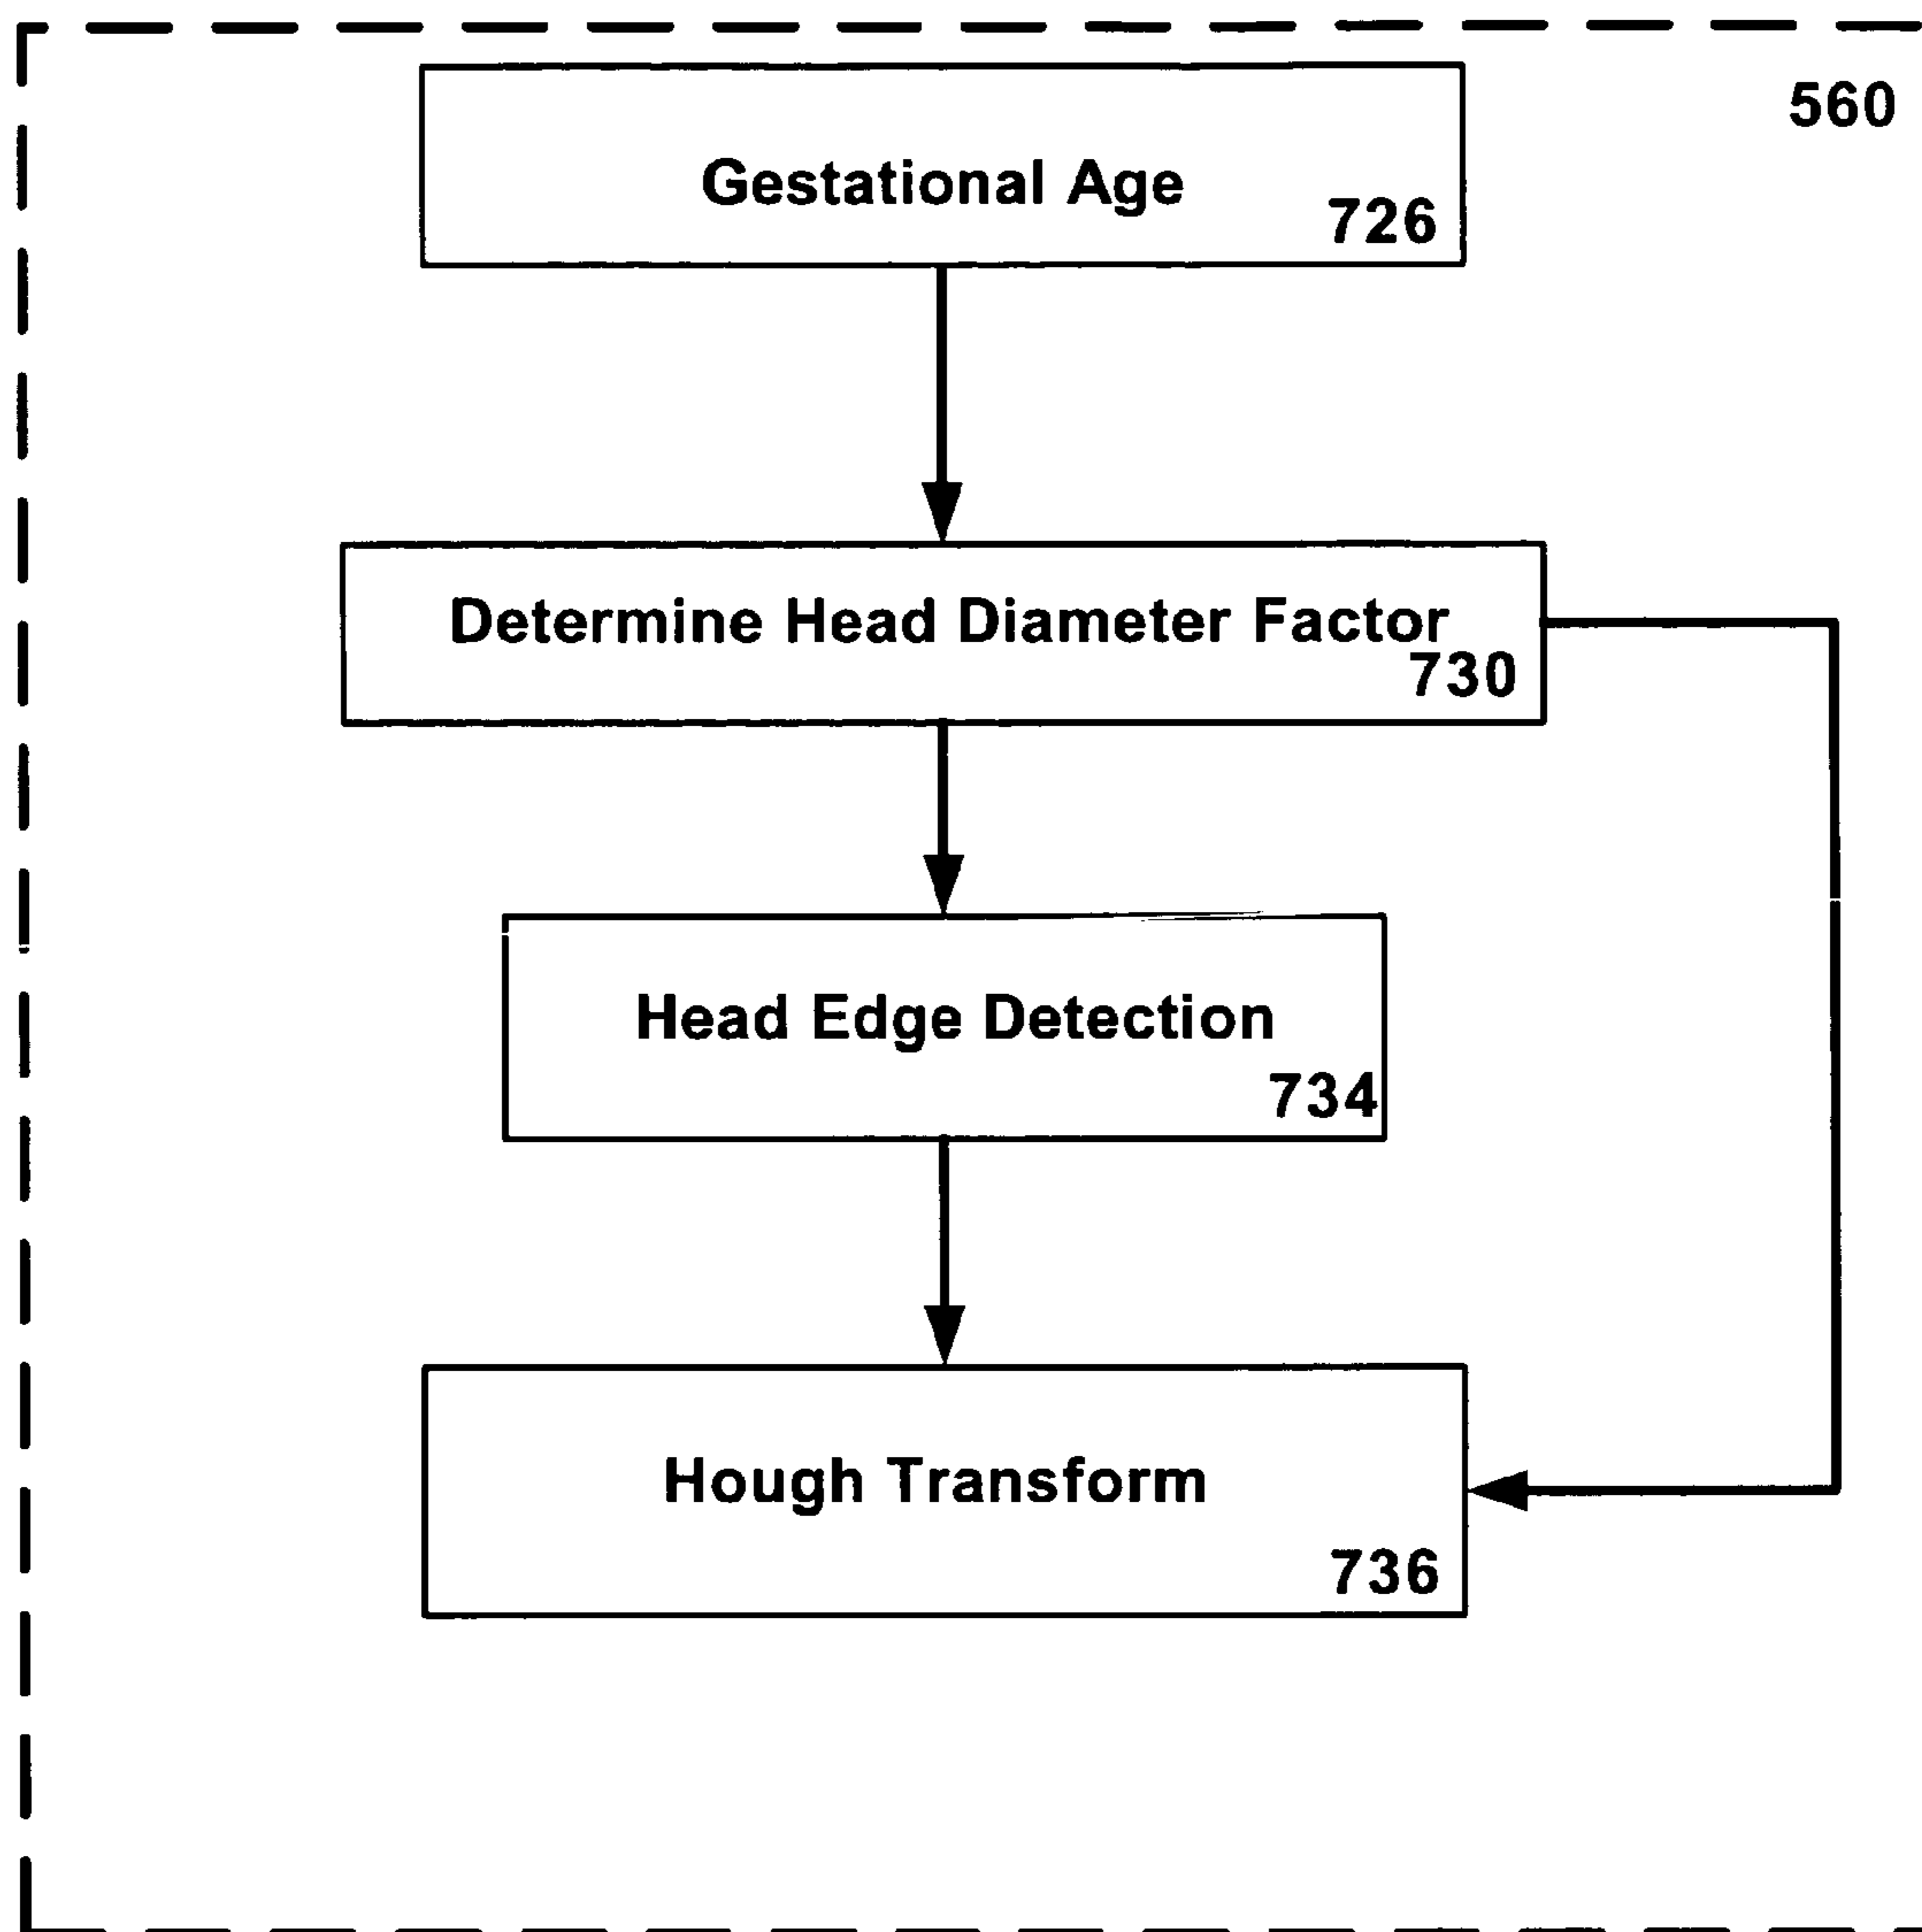 560
Gestational Age
726
Determine Head Diameter Factor
730
Head Edge Detection
734
Hough Transform
736